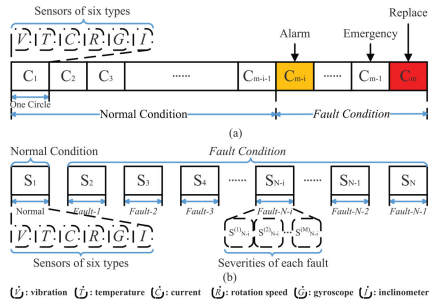 Sensors of six types
V T C R G I
Alarm Emergency Replace
C1 C2 C3 ...... Cm-i-1 Cm-i ...... Cm-1 Cm
One Circle
Normal Condition Fault Condition
(a)
Normal Condition Fault Condition
S1 S2 S3 S4 ...... SN-i ...... SN-1 SN
Normal Fault-1 Fault-2 Fault-3 Fault-N-i Fault-N-2 Fault-N-1
V T C R G I S(1)N-i S(2)N-i ... S(M)N-i
Sensors of six types Severities of each fault
(b)
V : vibration T : temperature C : current R : rotation speed G : gyroscope I : inclinometer